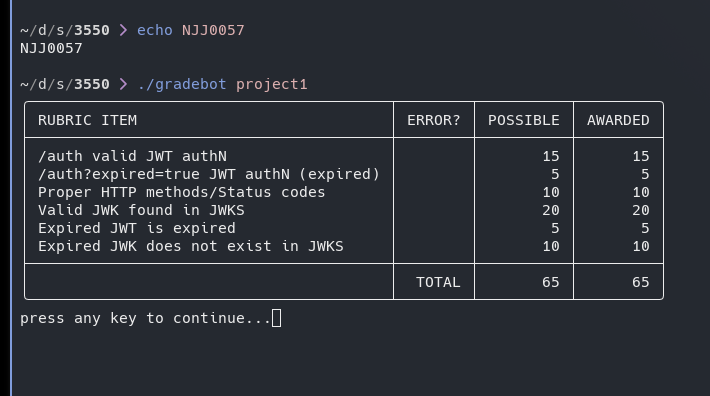 ~/d/s/3550 > echo NJJ0057
NJJ0057
~/d/s/3550 > ./gradebot project1
RUBRIC ITEM ERROR? POSSIBLE AWARDED
/auth valid JWT authN 15 15
/auth?expired=true JWT authN (expired) 5 5
Proper HTTP methods/Status codes 10 10
Valid JWK found in JWKS 20 20
Expired JWT is expired 5 5
Expired JWK does not exist in JWKS 10 10
TOTAL 65 65
press any key to continue...